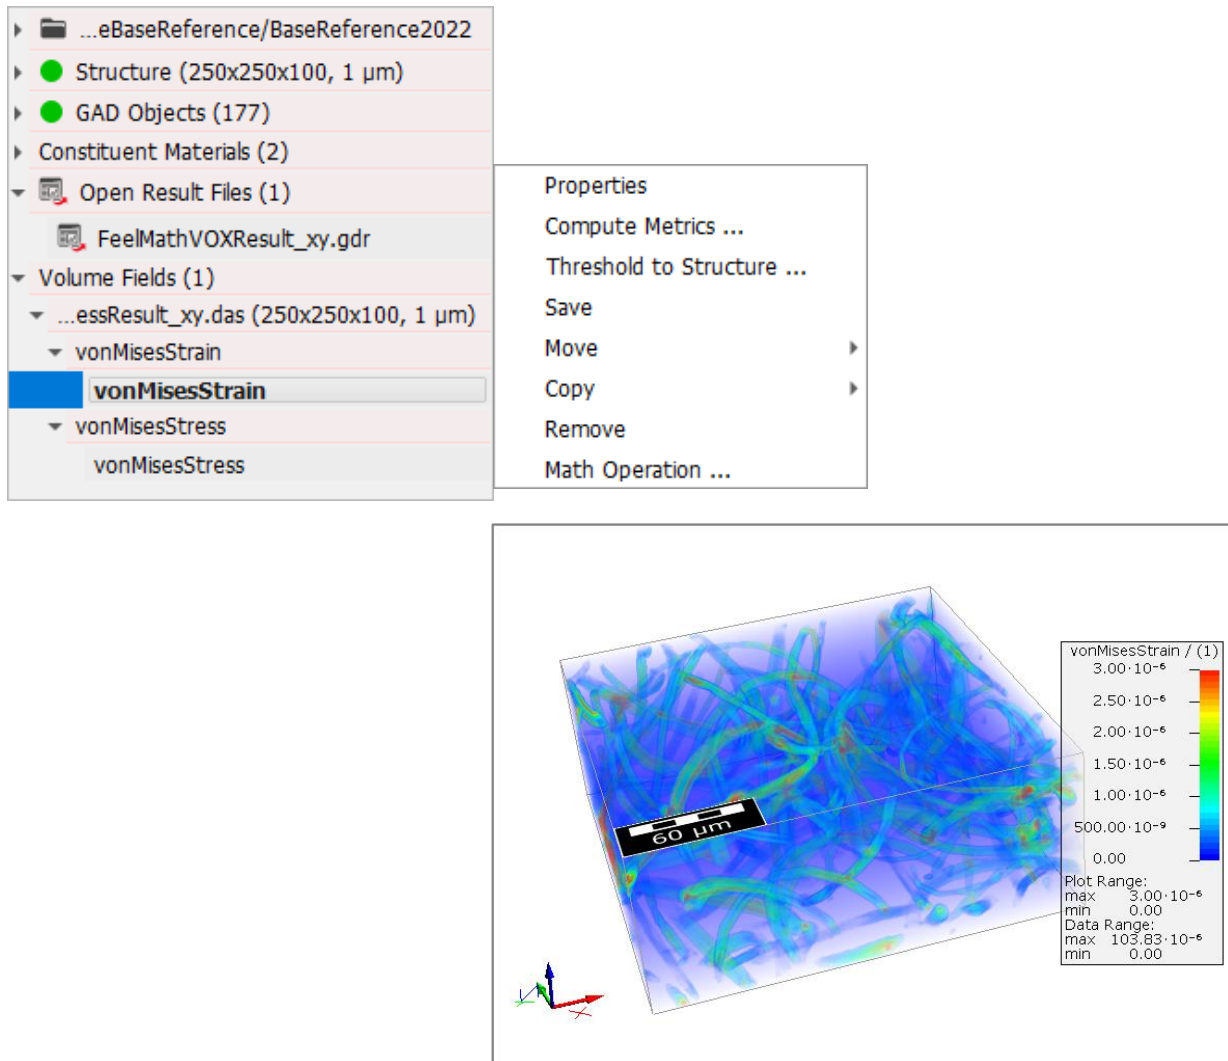 ...eBaseReference/BaseReference2022
Structure (250x250x100, 1 µm)
GAD Objects (177)
Constituent Materials (2)
Open Result Files (1)
FeelMathVOXResult_xy.gdr
Volume Fields (1)
...essResult_xy.das (250x250x100, 1 µm)
vonMisesStrain
vonMisesStrain
vonMisesStress
vonMisesStress
Properties
Compute Metrics ...
Threshold to Structure ...
Save
Move
Copy
Remove
Math Operation ...
vonMisesStrain / (1)
3.00·10⁻⁶
2.50·10⁻⁶
2.00·10⁻⁶
1.50·10⁻⁶
1.00·10⁻⁶
500.00·10⁻⁹
0.00
Plot Range:
max 3.00·10⁻⁶
min 0.00
Data Range:
max 103.83·10⁻⁶
min 0.00
60 µm
X